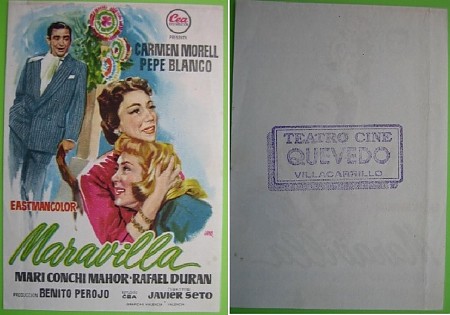 Cea
PRESENTA
CARMEN MORELL
PEPE BLANCO
EASTMANCOLOR
Maravilla
MARI CONCHI MAHOR-RAFAEL DURAN
PRODUCCION BENITO PEROJO
CEA
JAVIER SETO
TEATRO CINE
QUEVEDO
VILLACARRILLO